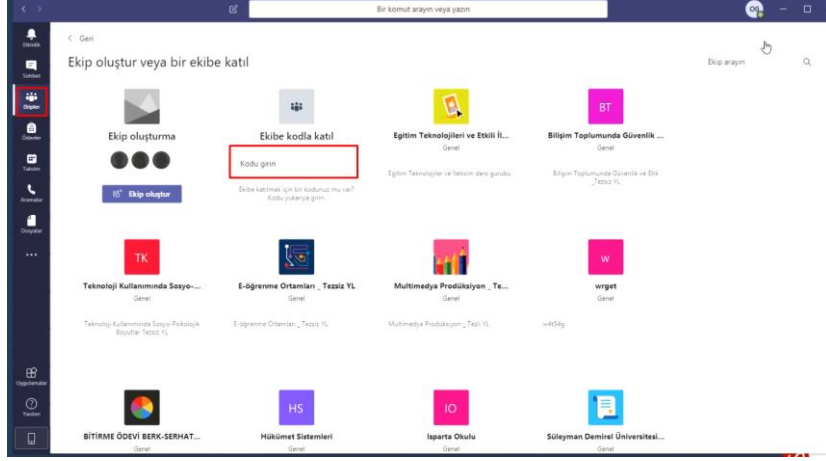 Bir komut arayın veya yazın
Etkinlik
Sohbet
Ekipler
Ödevler
Takvim
Aramalar
Dosyalar
Uygulamalar
Yardım
< Geri
Ekip oluştur veya bir ekibe katıl
Ekip arayın
Ekip oluşturma
Ekip oluştur
Ekibe kodla katıl
Kodu girin
Ekibe katılmak için bir kodunuz mu var?
Kodu yukarıya girin.
Egitim Teknolojileri ve Etkili İl...
Genel
Egitim Teknolojiler ve iletisim ders gurubu
BT
Bilişim Toplumunda Güvenlik ...
Genel
Bilişim Toplumunda Güvenlik ve Etik
_Tezsiz YL
TK
Teknoloji Kullanımında Sosyo-...
Genel
Teknoloji Kullanımında Sosyo-Psikolojik
Boyutlar Tezsiz YL
E-öğrenme Ortamları _ Tezsiz YL
Genel
E-öğrenme Ortamları _ Tezsiz YL
Multimedya Prodüksiyon _ Te...
Genel
Multimedya Prodüksiyon _ Tezli YL
W
wrget
Genel
w4t54g
BİTİRME ÖDEVİ BERK-SERHAT...
Genel
HS
Hükümet Sistemleri
Genel
IO
Isparta Okulu
Genel
Süleyman Demirel Üniversitesi...
Genel